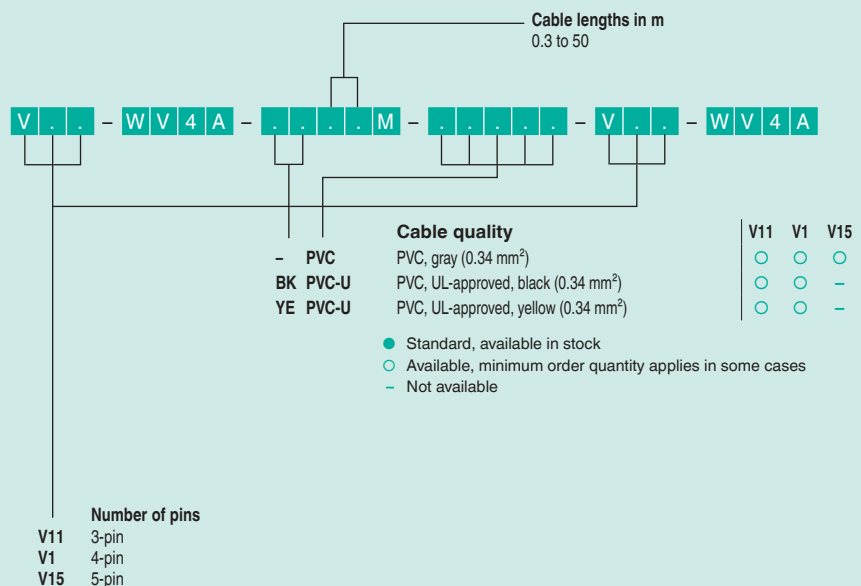 Cable lengths in m
0.3 to 50
V . . – W V 4 A – . . . . M – . . . . . – V . . – W V 4 A
Cable quality V11 V1 V15
– PVC PVC, gray (0.34 mm²) ○ ○ ○
BK PVC-U PVC, UL-approved, black (0.34 mm²) ○ ○ –
YE PVC-U PVC, UL-approved, yellow (0.34 mm²) ○ ○ –
● Standard, available in stock
○ Available, minimum order quantity applies in some cases
– Not available
Number of pins
V11 3-pin
V1 4-pin
V15 5-pin